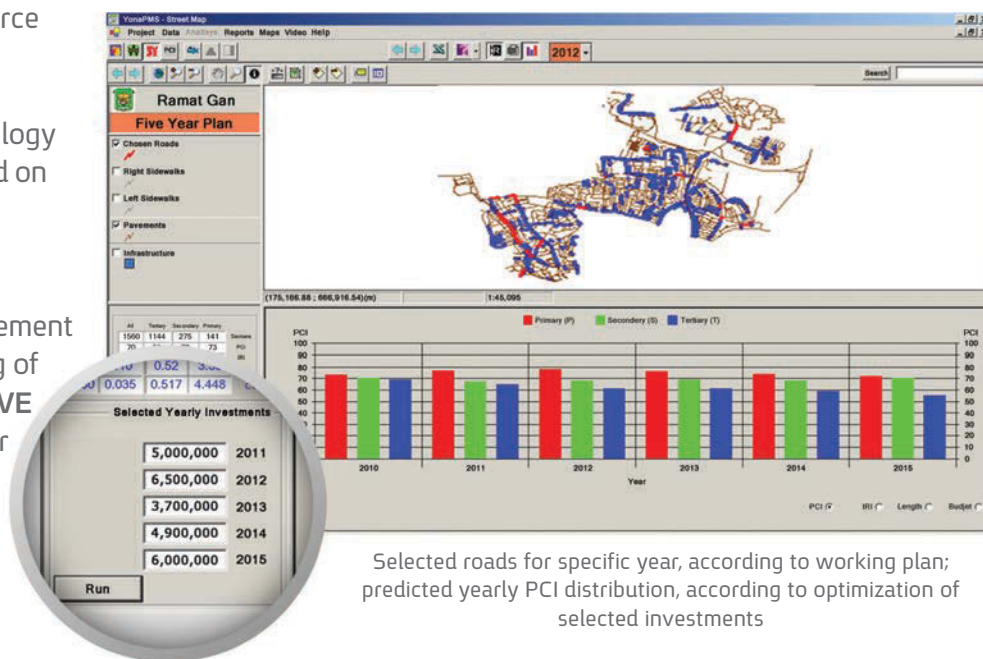 rce
ology
d on
ement
g of
VE
r
YonaPMS - Street Map
Project Data Analsys Reports Maps Video Help
SY PCI 2012
Search
Ramat Gan
Five Year Plan
Chosen Roads
Right Sidewalks
Left Sidewalks
Pavements
Infrastructure
(175,166.88 ; 666,916.54)(m) 1:45,095
All Tertiary Secondary Primary
1560 1144 275 141
70 73 PCI
IRI
0.52
0.035 0.517 4.448
Selected Yearly Investments
5,000,000 2011
6,500,000 2012
3,700,000 2013
4,900,000 2014
6,000,000 2015
Run
Primary (P) Secondery (S) Tertiary (T)
PCI PCI
100 100
90 90
80 80
70 70
60 60
50 50
40 40
30 30
20
10
0
2010 2011 2012 2013 2014 2015
Year
PCI IRI Length Budjet
Selected roads for specific year, according to working plan;
predicted yearly PCI distribution, according to optimization of
selected investments